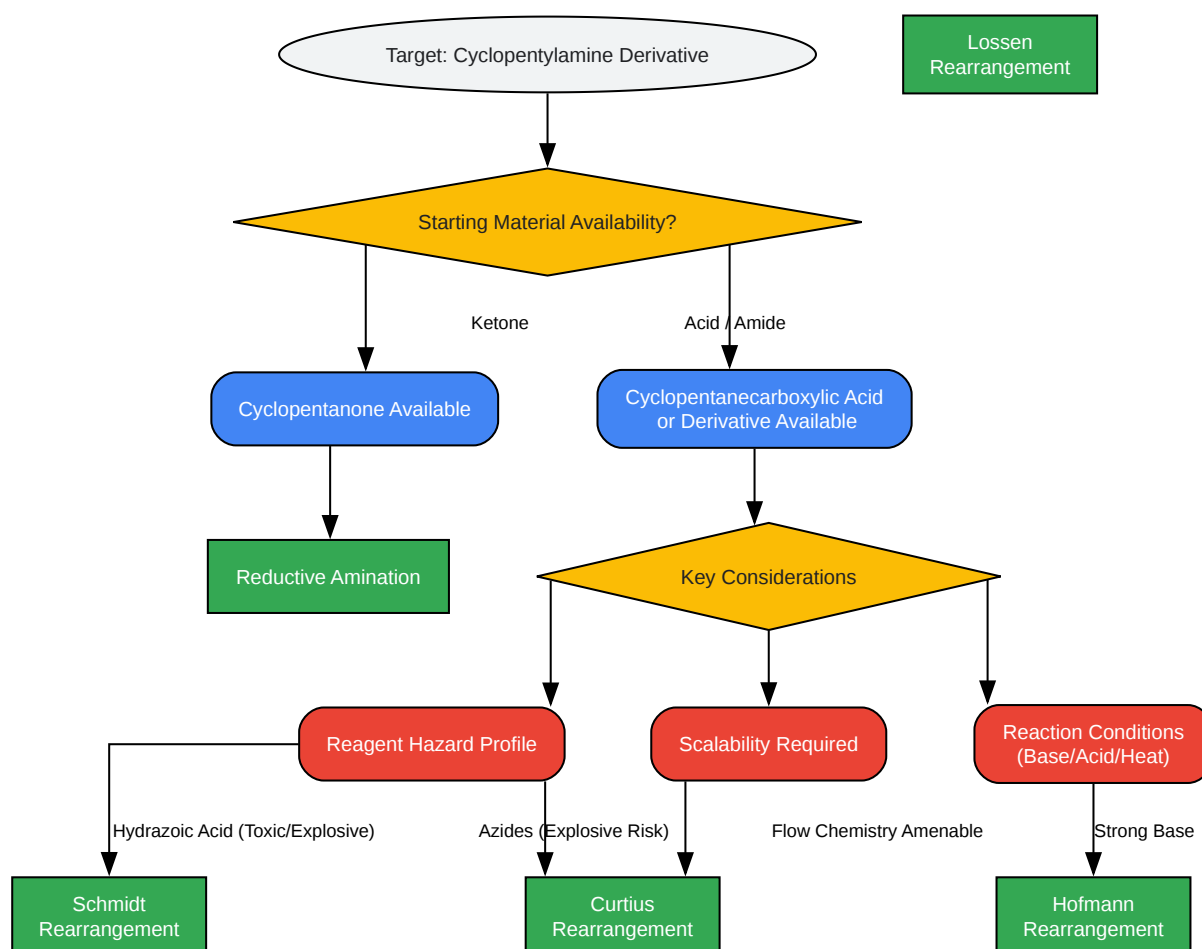 Target: Cyclopentylamine Derivative
Lossen
Rearrangement
Starting Material Availability?
Ketone
Acid / Amide
Cyclopentanone Available
Cyclopentanecarboxylic Acid
or Derivative Available
Reductive Amination
Key Considerations
Reagent Hazard Profile
Scalability Required
Reaction Conditions
(Base/Acid/Heat)
Hydrazoic Acid (Toxic/Explosive)
Azides (Explosive Risk)
Flow Chemistry Amenable
Strong Base
Schmidt
Rearrangement
Curtius
Rearrangement
Hofmann
Rearrangement